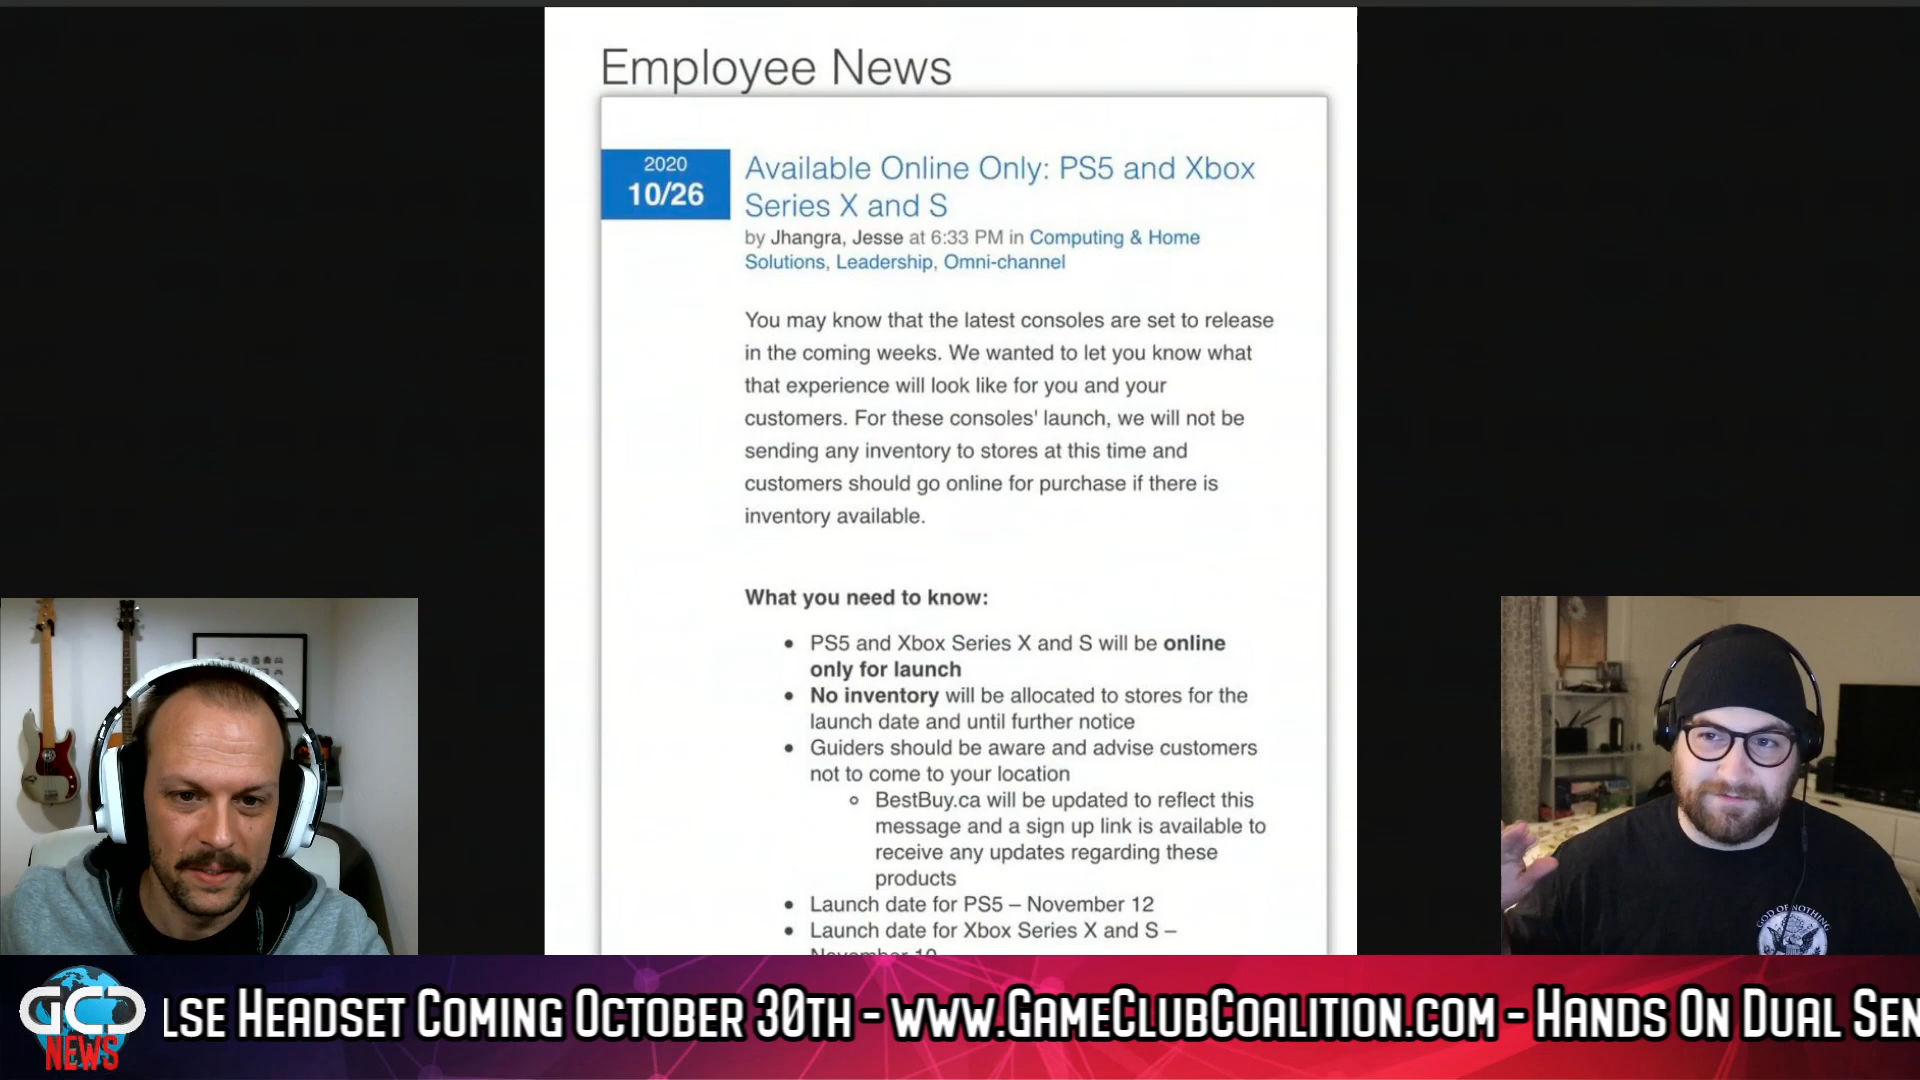 Employee News
2020
10/26
Available Online Only: PS5 and Xbox
Series X and S
by Jhangra, Jesse at 6:33 PM in Computing & Home
Solutions, Leadership, Omni-channel
You may know that the latest consoles are set to release
in the coming weeks. We wanted to let you know what
that experience will look like for you and your
customers. For these consoles' launch, we will not be
sending any inventory to stores at this time and
customers should go online for purchase if there is
inventory available.
What you need to know:
• PS5 and Xbox Series X and S will be online
only for launch
• No inventory will be allocated to stores for the
launch date and until further notice
• Guiders should be aware and advise customers
not to come to your location
○ BestBuy.ca will be updated to reflect this
message and a sign up link is available to
receive any updates regarding these
products
• Launch date for PS5 – November 12
• Launch date for Xbox Series X and S –
November 10
GOD OF NOTHING
GCD
NEWS
LSE HEADSET COMING OCTOBER 30TH - WWW.GAMECLUBCOALITION.COM - HANDS ON DUAL SEN